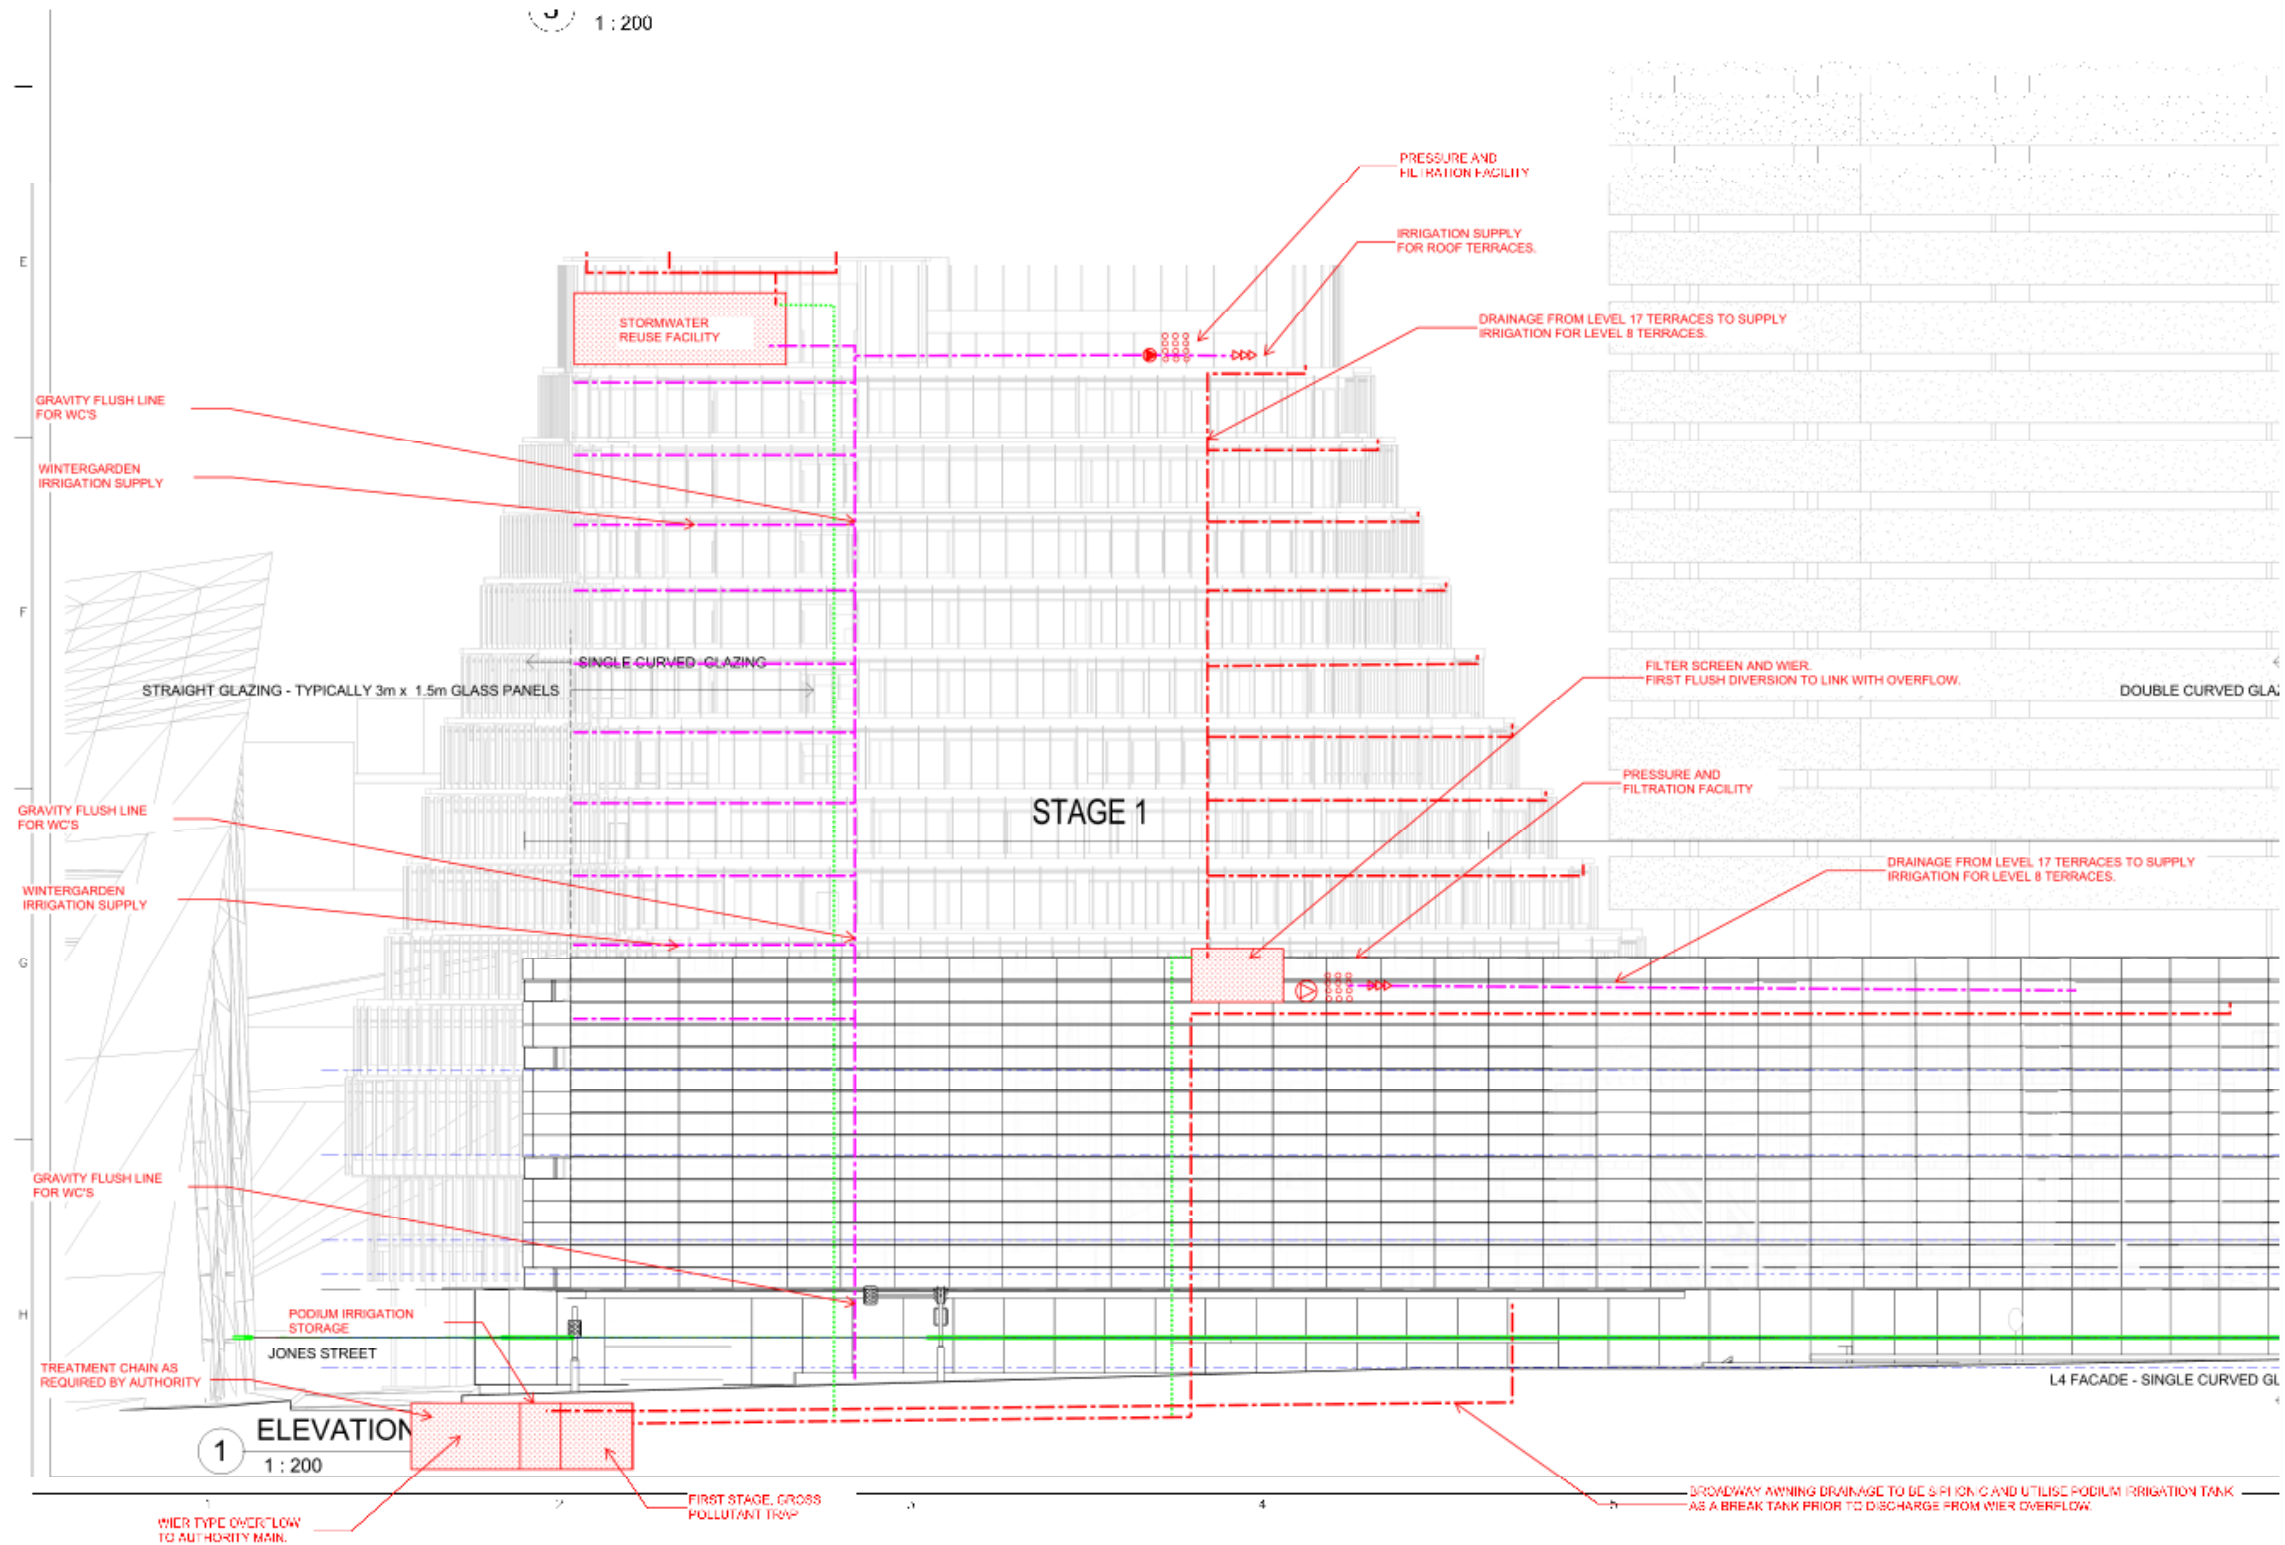 1 : 200
PRESSURE AND
FILTRATION FACILITY
IRRIGATION SUPPLY
FOR ROOF TERRACES.
E
STORMWATER
REUSE FACILITY
DRAINAGE FROM LEVEL 17 TERRACES TO SUPPLY
IRRIGATION FOR LEVEL 8 TERRACES.
GRAVITY FLUSH LINE
FOR WC'S
WINTERGARDEN
IRRIGATION SUPPLY
F
SINGLE CURVED GLAZING
STRAIGHT GLAZING - TYPICALLY 3m x 1.5m GLASS PANELS
FILTER SCREEN AND WIER.
FIRST FLUSH DIVERSION TO LINK WITH OVERFLOW.
DOUBLE CURVED GLAZ
PRESSURE AND
FILTRATION FACILITY
GRAVITY FLUSH LINE
FOR WC'S
STAGE 1
DRAINAGE FROM LEVEL 17 TERRACES TO SUPPLY
IRRIGATION FOR LEVEL 8 TERRACES.
WINTERGARDEN
IRRIGATION SUPPLY
G
GRAVITY FLUSH LINE
FOR WC'S
H
PODIUM IRRIGATION
STORAGE
JONES STREET
TREATMENT CHAIN AS
REQUIRED BY AUTHORITY
L4 FACADE - SINGLE CURVED GL
1 ELEVATION
1 : 200
1 2 3 4 5
FIRST STAGE, GROSS
POLLUTANT TRAP
BROADWAY AWNING DRAINAGE TO BE SIPHONIC AND UTILISE PODIUM IRRIGATION TANK
AS A BREAK TANK PRIOR TO DISCHARGE FROM WIER OVERFLOW.
WIER TYPE OVERFLOW
TO AUTHORITY MAIN.